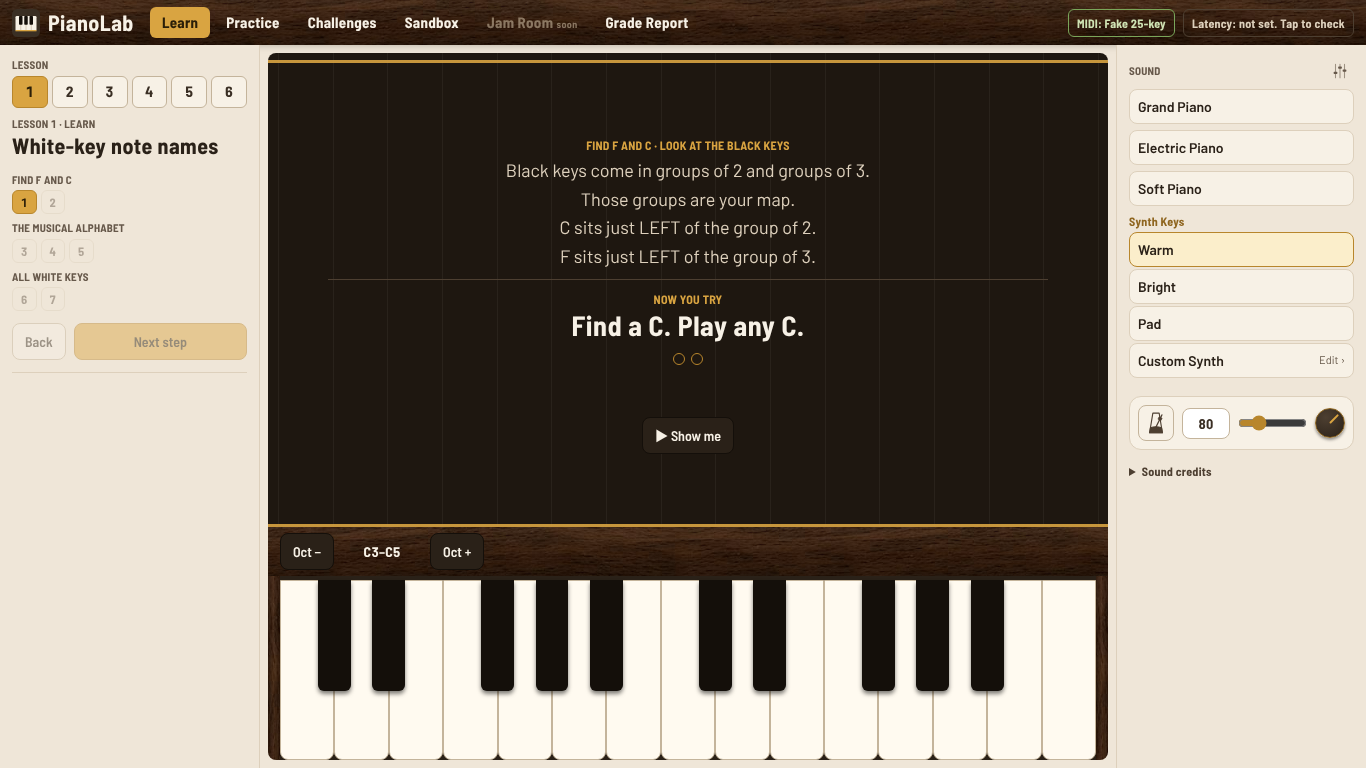 PianoLab
Learn
Practice
Challenges
Sandbox
Jam Room soon
Grade Report
MIDI: Fake 25-key
Latency: not set. Tap to check
LESSON
1 2 3 4 5 6
LESSON 1 · LEARN
White-key note names
FIND F AND C
1 2
THE MUSICAL ALPHABET
3 4 5
ALL WHITE KEYS
6 7
Back
Next step
FIND F AND C · LOOK AT THE BLACK KEYS
Black keys come in groups of 2 and groups of 3.
Those groups are your map.
C sits just LEFT of the group of 2.
F sits just LEFT of the group of 3.
NOW YOU TRY
Find a C. Play any C.
▶ Show me
Oct −
C3–C5
Oct +
SOUND
Grand Piano
Electric Piano
Soft Piano
Synth Keys
Warm
Bright
Pad
Custom Synth
Edit ›
80
▶ Sound credits